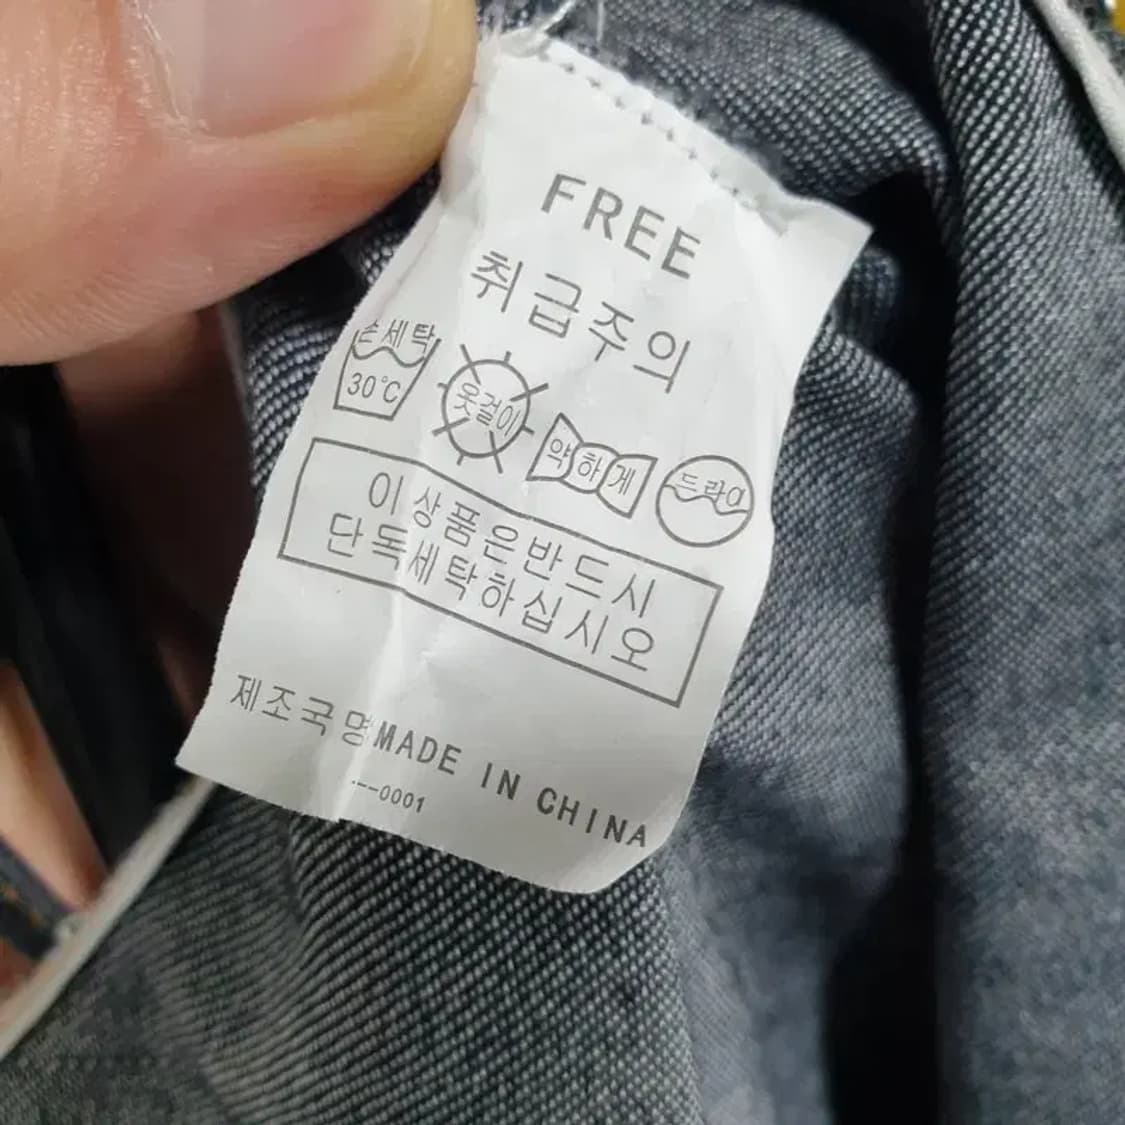 FREE
취급주의
손세탁
30°C
옷걸이
약하게
드라이
이 상품은반드시
단독세탁하십시오
제조국명MADE IN CHINA
---0001